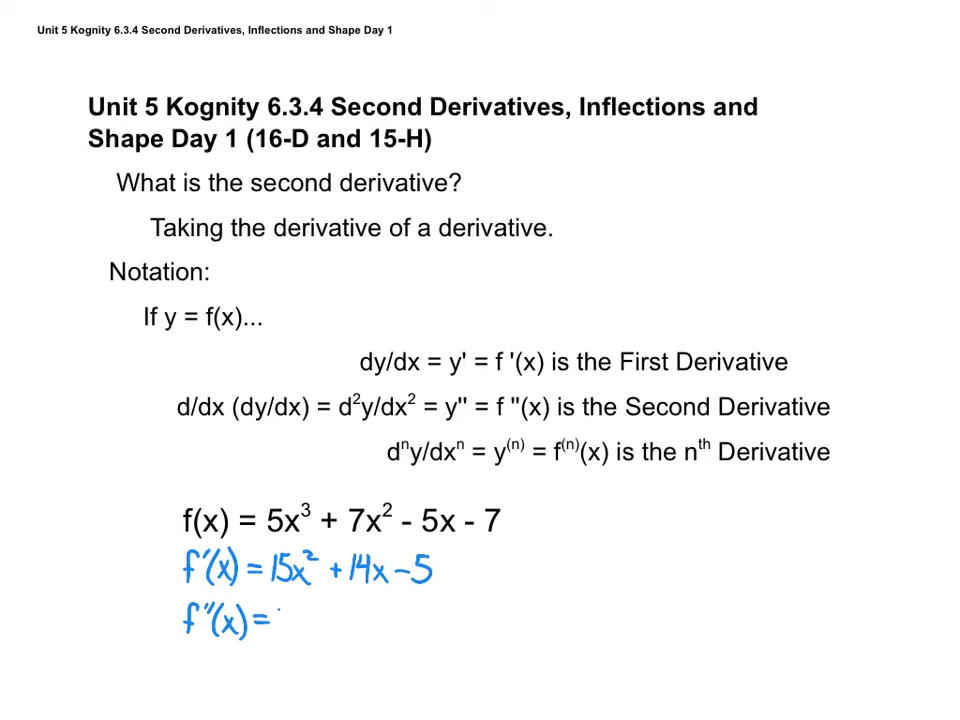 Unit 5 Kognity 6.3.4 Second Derivatives, Inflections and Shape Day 1
Unit 5 Kognity 6.3.4 Second Derivatives, Inflections and
Shape Day 1 (16-D and 15-H)
What is the second derivative?
Taking the derivative of a derivative.
Notation:
If y = f(x)...
dy/dx = y' = f '(x) is the First Derivative
d/dx (dy/dx) = d²y/dx² = y'' = f ''(x) is the Second Derivative
dⁿy/dxⁿ = y⁽ⁿ⁾ = f⁽ⁿ⁾(x) is the nᵗʰ Derivative
f(x) = 5x³ + 7x² - 5x - 7
f'(x) = 15x² + 14x - 5
f''(x) =